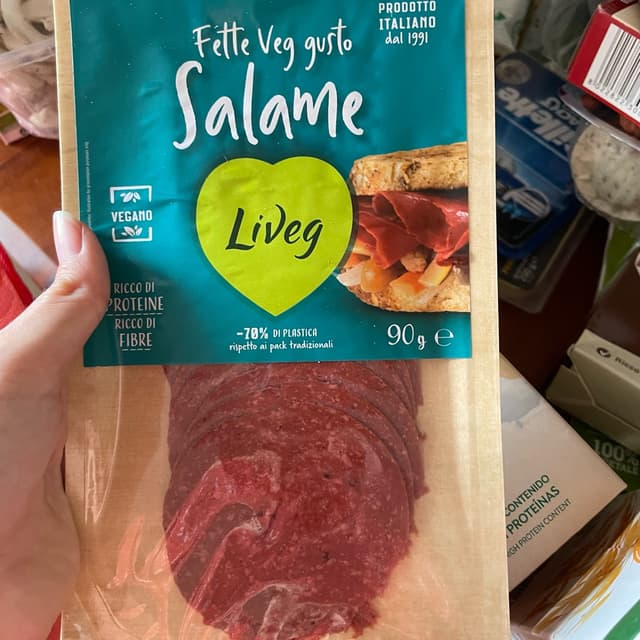 PRODOTTO
ITALIANO
dal 1991
Fette Veg gusto
Salame
VEGANO
Liveg
RICCO DI
PROTEINE
RICCO DI
FIBRE
-70% DI PLASTICA
rispetto ai pack tradizionali
90g e
CONTENIDO
PROTEÍNAS
HIGH PROTEIN CONTENT
100%